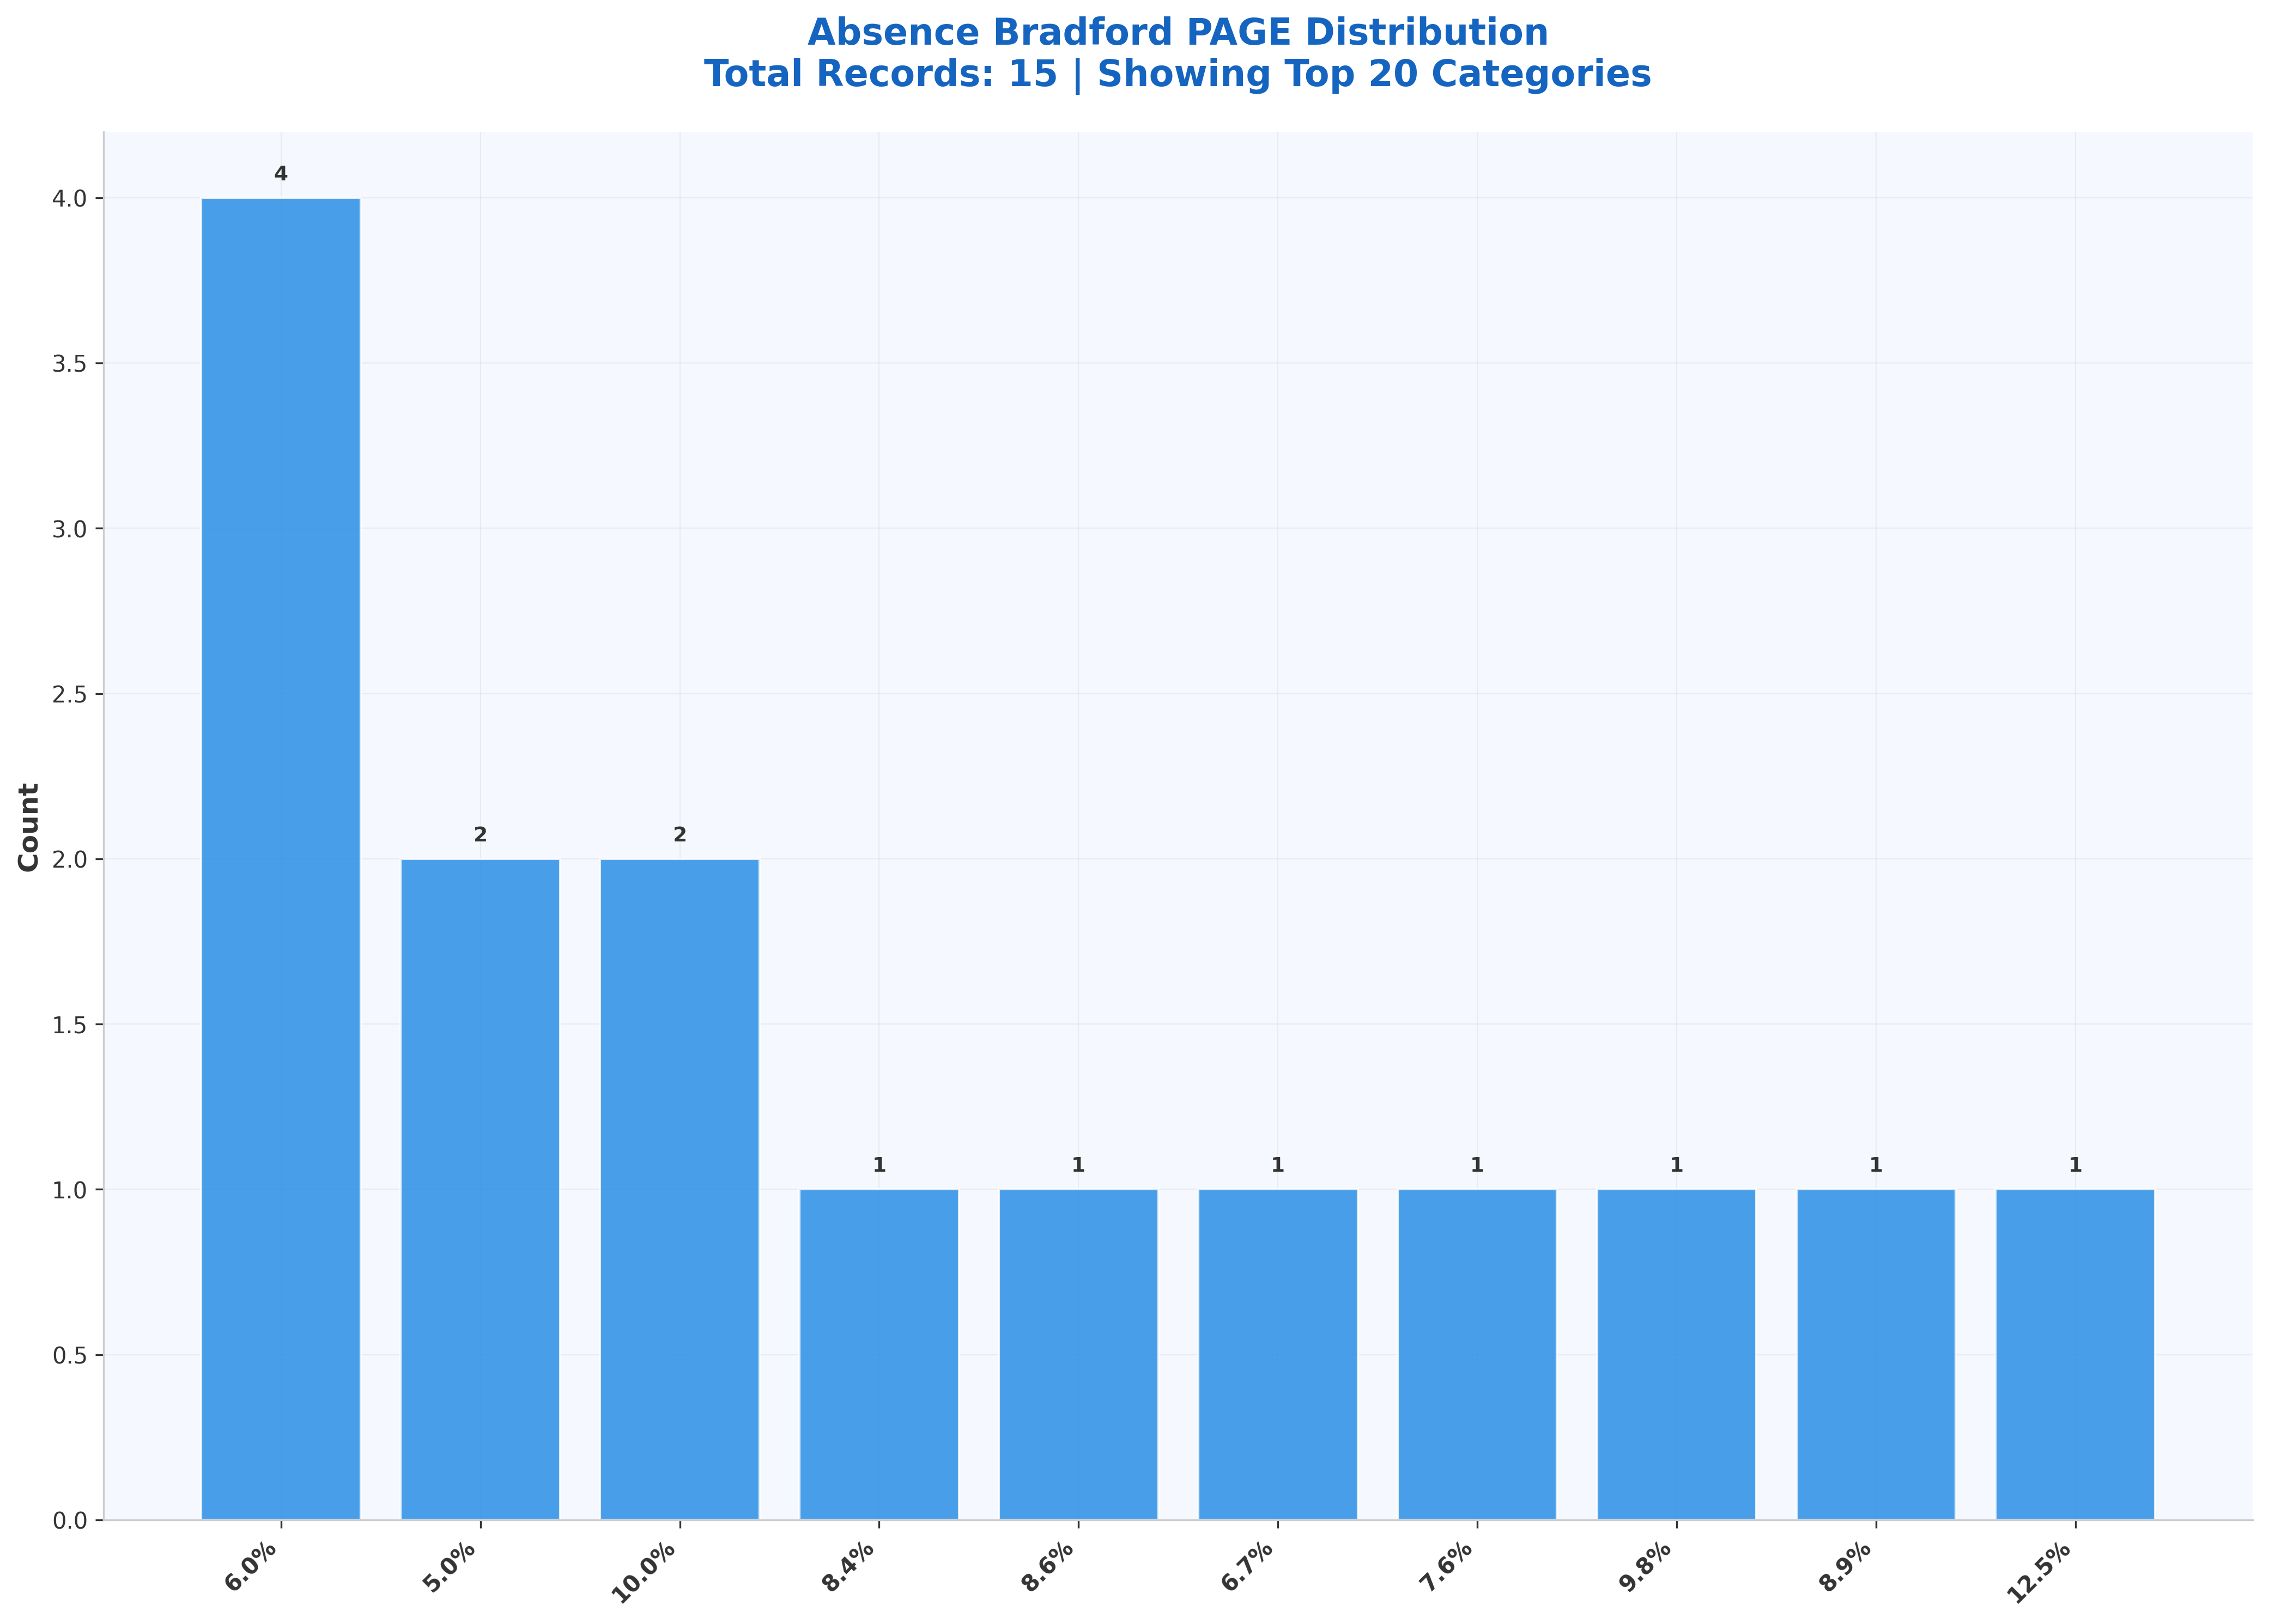 Absence Bradford PAGE Distribution
Total Records: 15 | Showing Top 20 Categories
4
4.0
3.5
3.0
2.5
Count
2 2
2.0
1.5
1 1 1 1 1 1 1
1.0
0.5
0.0
6.0% 5.0% 10.0% 8.4% 8.6% 6.7% 7.6% 9.8% 8.9% 12.5%